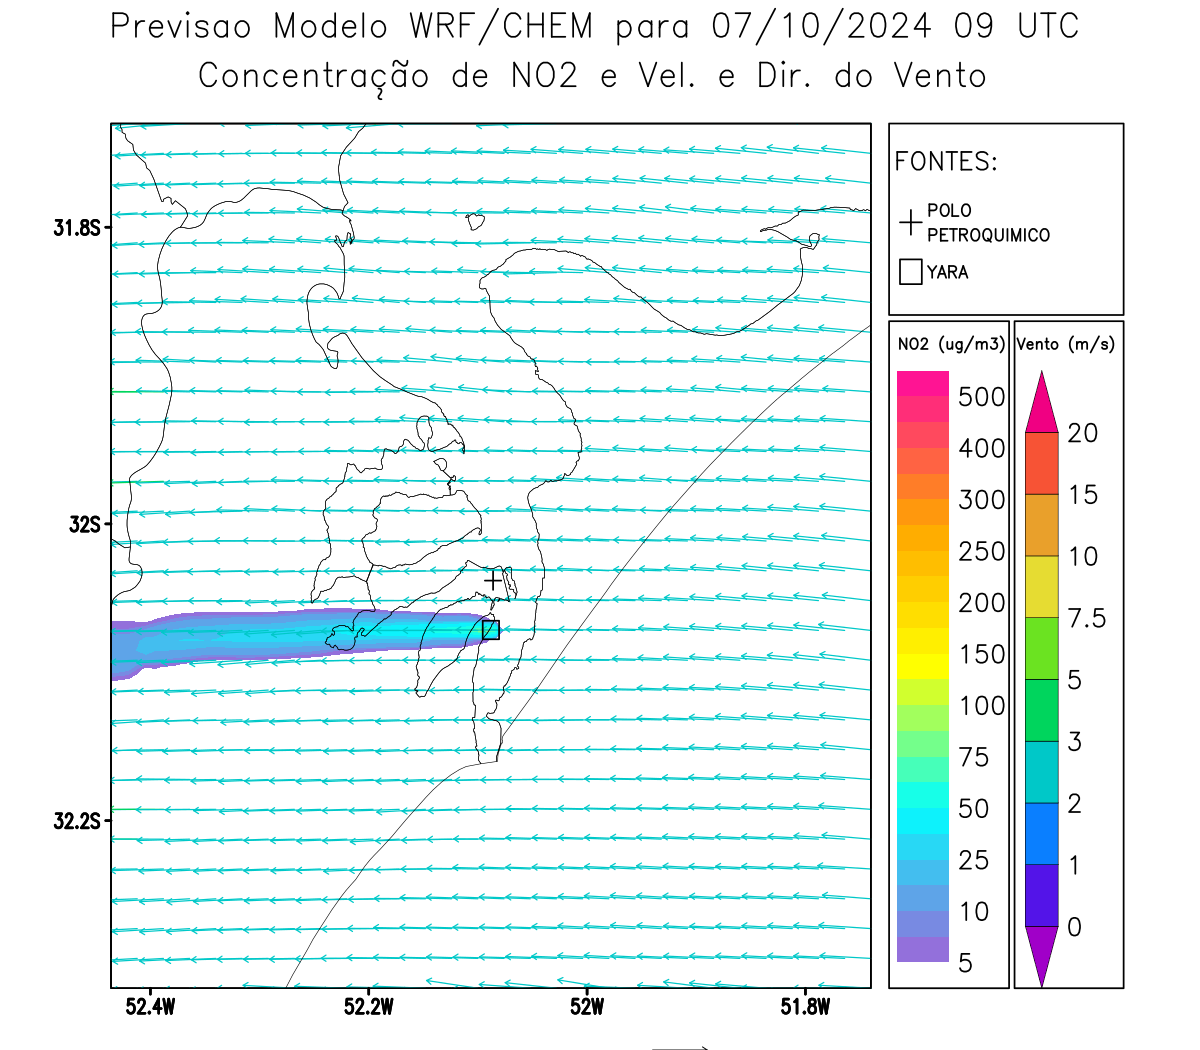 Previsao Modelo WRF/CHEM para 07/10/2024 09 UTC
Concentração de NO2 e Vel. e Dir. do Vento
FONTES:
POLO
PETROQUIMICO
YARA
NO2 (ug/m3)
500
400
300
250
200
150
100
75
50
25
10
5
Vento (m/s)
20
15
10
7.5
5
3
2
1
0
31.8S
32S
32.2S
52.4W
52.2W
52W
51.8W